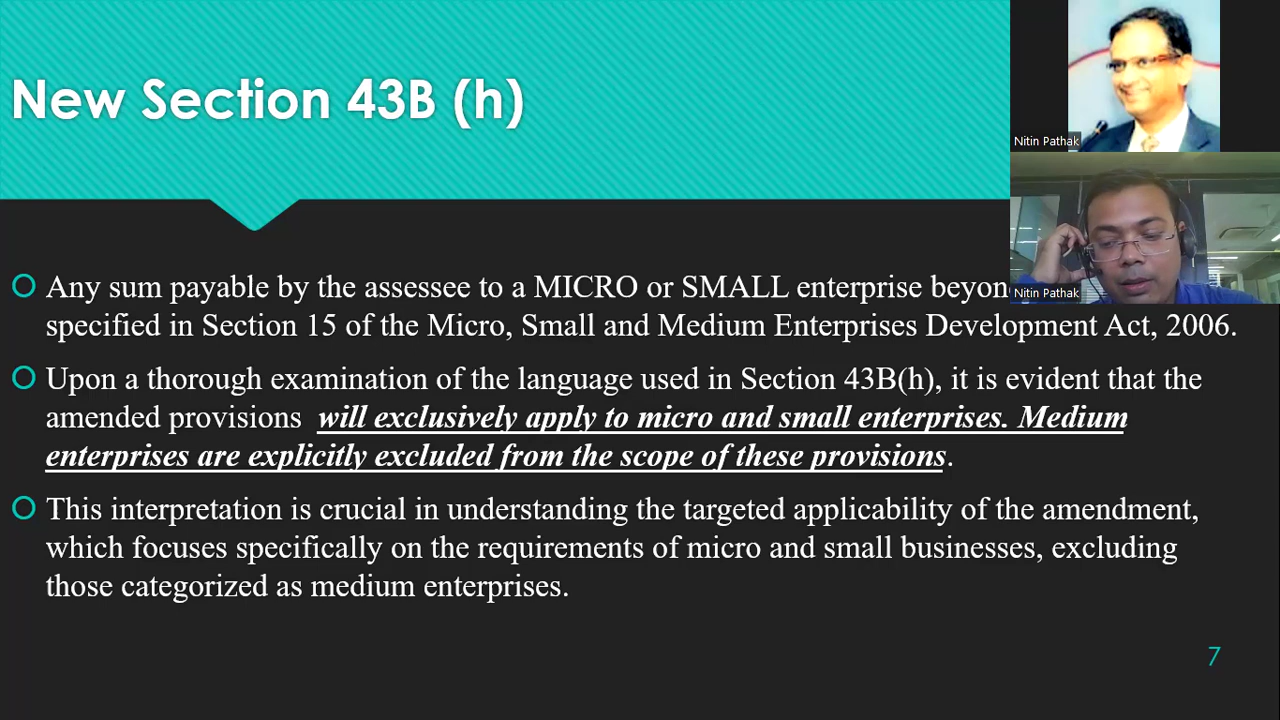 New Section 43B (h)
Nitin Pathak
Nitin Pathak
Any sum payable by the assessee to a MICRO or SMALL enterprise
specified in Section 15 of the Micro, Small and Medium Enterprises Development Act, 2006.
Upon a thorough examination of the language used in Section 43B(h), it is evident that the
amended provisions will exclusively apply to micro and small enterprises. Medium
enterprises are explicitly excluded from the scope of these provisions.
This interpretation is crucial in understanding the targeted applicability of the amendment,
which focuses specifically on the requirements of micro and small businesses, excluding
those categorized as medium enterprises.
7